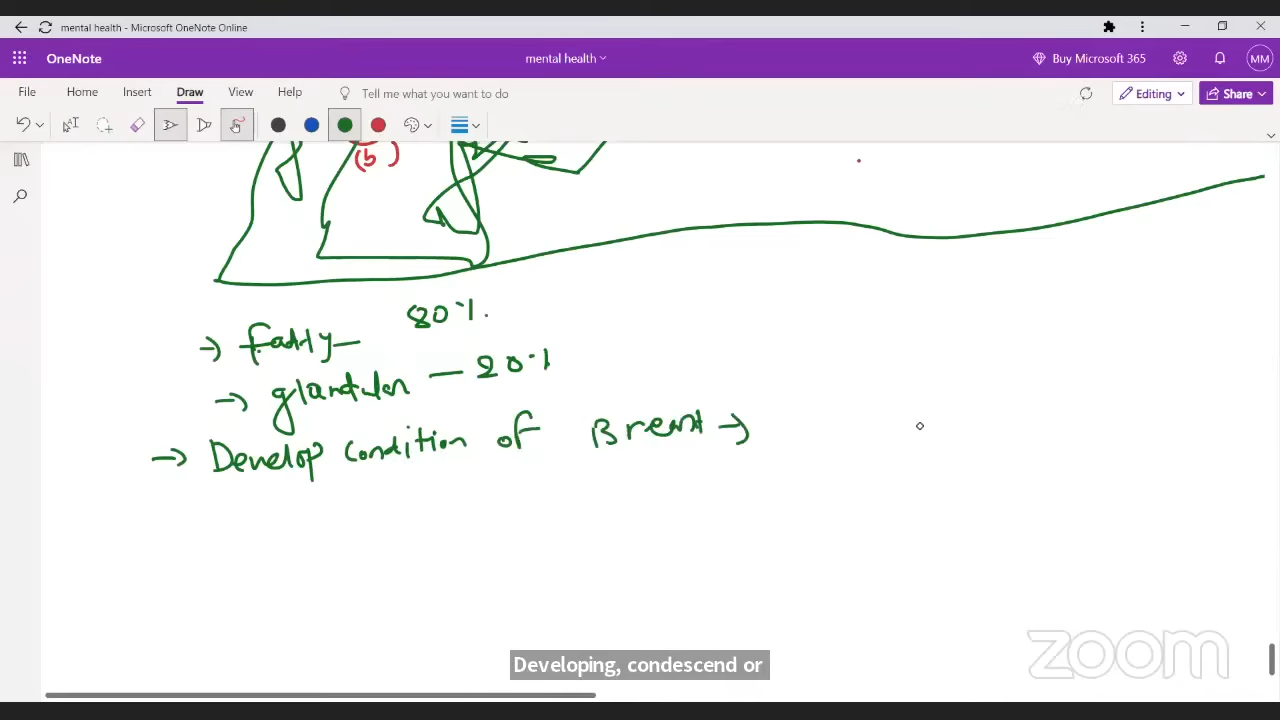 mental health - Microsoft OneNote Online
OneNote
mental health
Buy Microsoft 365
MM
File Home Insert Draw View Help Tell me what you want to do
Editing
Share
(b)
80%.
→ fatty —
→ glandular — 20%
→ Develop condition of Breast →
zoom
Developing, condescend or